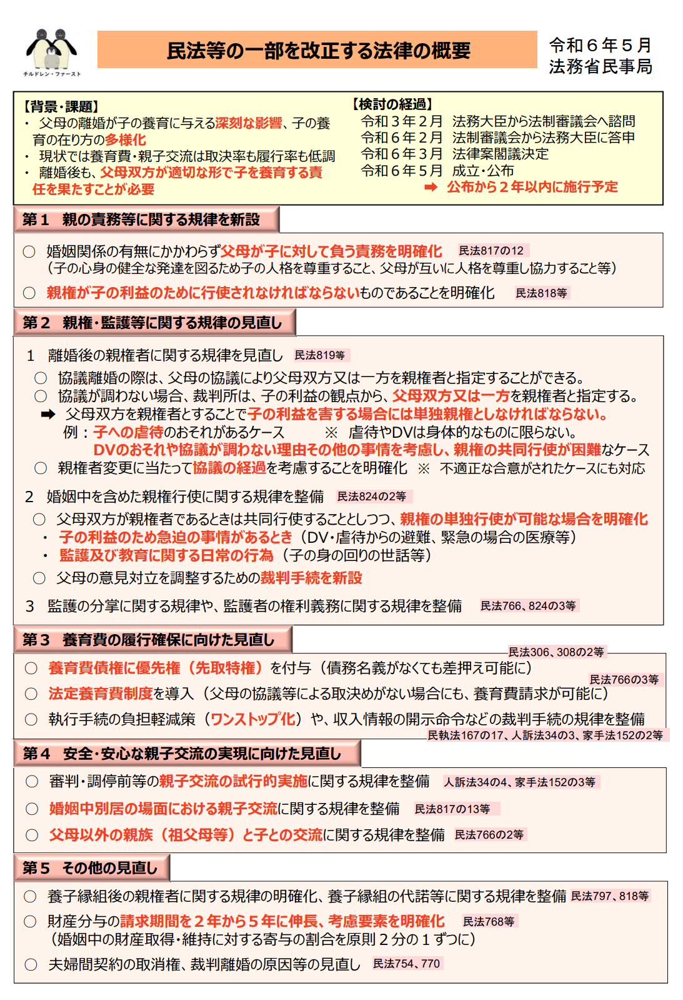 チルドレン・ファースト
民法等の一部を改正する法律の概要
令和６年５月
法務省民事局
【背景・課題】
・ 父母の離婚が子の養育に与える深刻な影響、子の養
育の在り方の多様化
・ 現状では養育費・親子交流は取決率も履行率も低調
・ 離婚後も、父母双方が適切な形で子を養育する責
任を果たすことが必要
【検討の経過】
令和３年２月 法務大臣から法制審議会へ諮問
令和６年２月 法制審議会から法務大臣に答申
令和６年３月 法律案閣議決定
令和６年５月 成立・公布
➡ 公布から２年以内に施行予定
第１ 親の責務等に関する規律を新設
○ 婚姻関係の有無にかかわらず父母が子に対して負う責務を明確化 民法817の12
（子の心身の健全な発達を図るため子の人格を尊重すること、父母が互いに人格を尊重し協力すること等）
○ 親権が子の利益のために行使されなければならないものであることを明確化 民法818等
第２ 親権・監護等に関する規律の見直し
１ 離婚後の親権者に関する規律を見直し 民法819等
○ 協議離婚の際は、父母の協議により父母双方又は一方を親権者と指定することができる。
○ 協議が調わない場合、裁判所は、子の利益の観点から、父母双方又は一方を親権者と指定する。
➡ 父母双方を親権者とすることで子の利益を害する場合には単独親権としなければならない。
例：子への虐待のおそれがあるケース ※ 虐待やDVは身体的なものに限らない。
DVのおそれや協議が調わない理由その他の事情を考慮し、親権の共同行使が困難なケース
○ 親権者変更に当たって協議の経過を考慮することを明確化 ※ 不適正な合意がされたケースにも対応
２ 婚姻中を含めた親権行使に関する規律を整備 民法824の2等
○ 父母双方が親権者であるときは共同行使することとしつつ、親権の単独行使が可能な場合を明確化
・ 子の利益のため急迫の事情があるとき（DV・虐待からの避難、緊急の場合の医療等）
・ 監護及び教育に関する日常の行為（子の身の回りの世話等）
○ 父母の意見対立を調整するための裁判手続を新設
３ 監護の分掌に関する規律や、監護者の権利義務に関する規律を整備 民法766、824の3等
第３ 養育費の履行確保に向けた見直し
民法306、308の2等
○ 養育費債権に優先権（先取特権）を付与（債務名義がなくても差押え可能に）
民法766の3等
○ 法定養育費制度を導入（父母の協議等による取決めがない場合にも、養育費請求が可能に）
○ 執行手続の負担軽減策（ワンストップ化）や、収入情報の開示命令などの裁判手続の規律を整備
民執法167の17、人訴法34の3、家手法152の2等
第４ 安全・安心な親子交流の実現に向けた見直し
○ 審判・調停前等の親子交流の試行的実施に関する規律を整備 人訴法34の4、家手法152の3等
○ 婚姻中別居の場面における親子交流に関する規律を整備 民法817の13等
○ 父母以外の親族（祖父母等）と子との交流に関する規律を整備 民法766の2等
第５ その他の見直し
○ 養子縁組後の親権者に関する規律の明確化、養子縁組の代諾等に関する規律を整備 民法797、818等
○ 財産分与の請求期間を２年から５年に伸長、考慮要素を明確化 民法768等
（婚姻中の財産取得・維持に対する寄与の割合を原則２分の１ずつに）
○ 夫婦間契約の取消権、裁判離婚の原因等の見直し 民法754、770